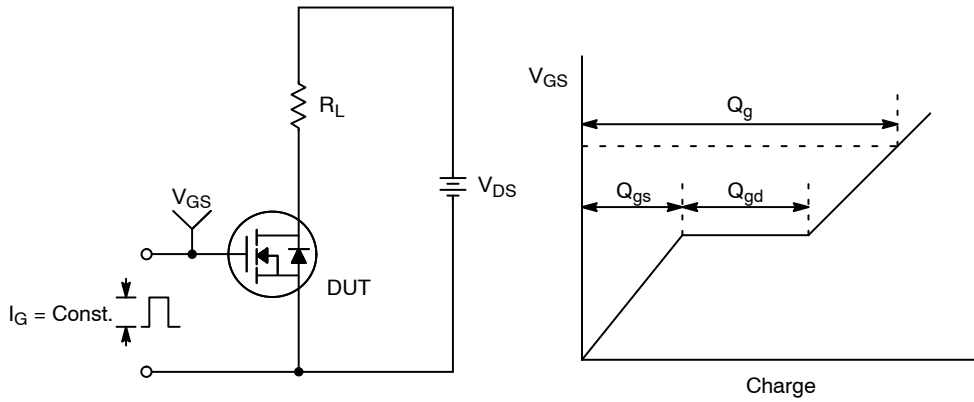 R_L
V_GS
V_DS
DUT
I_G = Const.
V_GS
Q_g
Q_gs
Q_gd
Charge